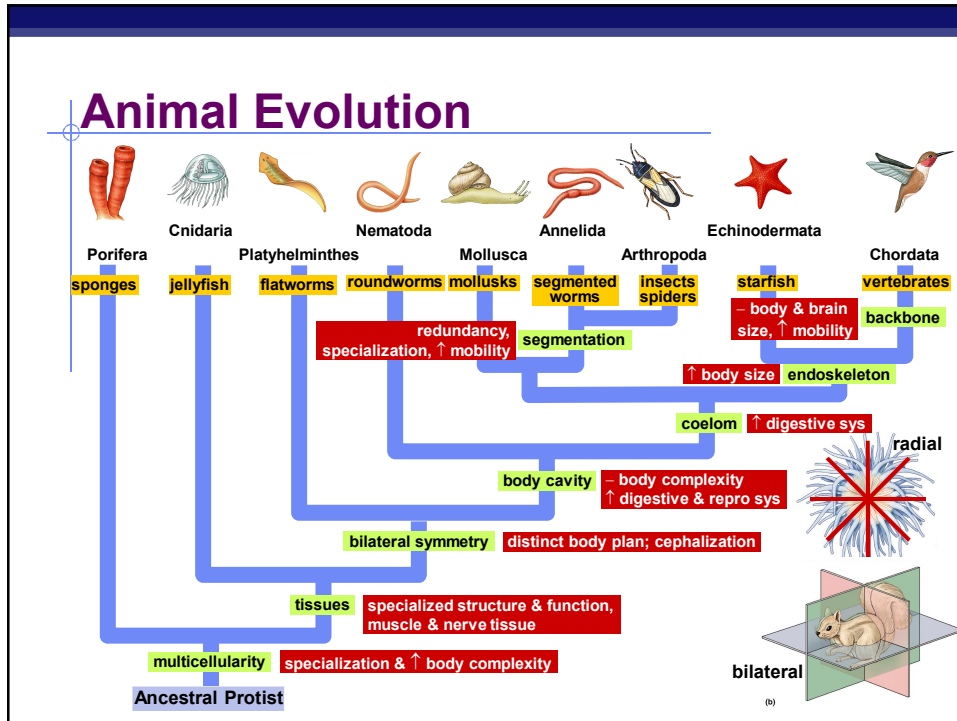 Animal Evolution
Cnidaria
Nematoda
Annelida
Echinodermata
Porifera
Platyhelminthes
Mollusca
Arthropoda
Chordata
sponges
jellyfish
flatworms
roundworms
mollusks
segmented
worms
insects
spiders
starfish
vertebrates
redundancy,
specialization, ↑ mobility
segmentation
– body & brain
size, ↑ mobility
backbone
↑ body size
endoskeleton
coelom
↑ digestive sys
radial
body cavity
– body complexity
↑ digestive & repro sys
bilateral symmetry
distinct body plan; cephalization
tissues
specialized structure & function,
muscle & nerve tissue
multicellularity
specialization & ↑ body complexity
bilateral
Ancestral Protist
(b)